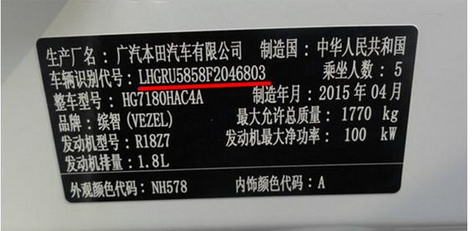 生产厂名：广汽本田汽车有限公司 制造国：中华人民共和国
车辆识别代号：LHGRU5858F2046803 乘坐人数：5
整车型号：HG7180HAC4A 制造年月：2015 年 04 月
品牌：缤智（VEZEL） 最大允许总质量：1770 kg
发动机型号：R18Z7 发动机最大净功率：100 kW
发动机排量：1.8L
外观颜色代码：NH578 内饰颜色代码：A